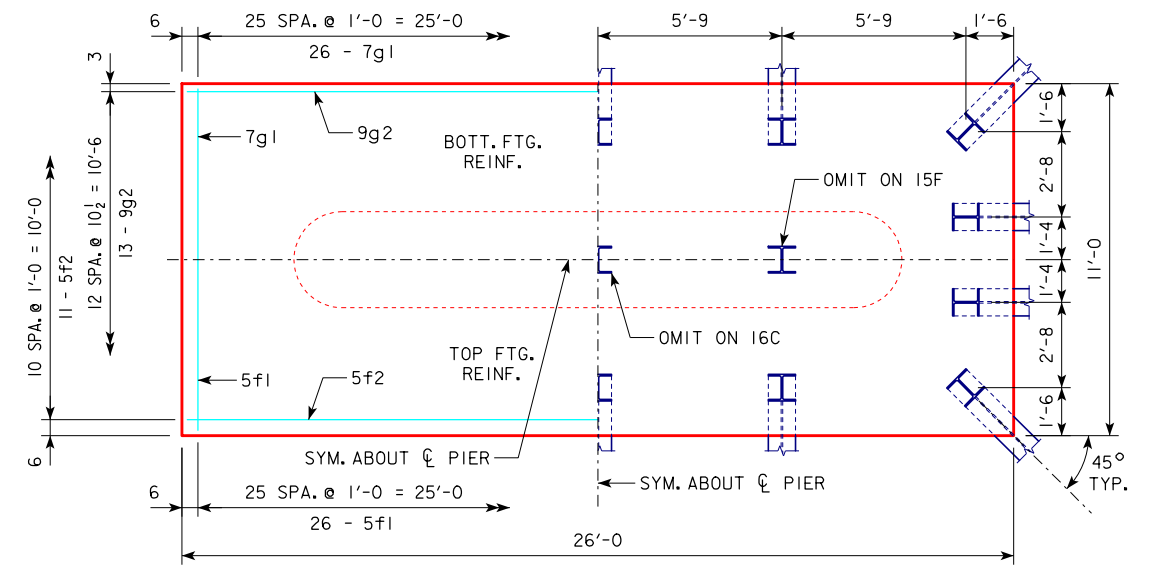 6
25 SPA. @ 1'-0 = 25'-0
26 - 7g1
5'-9
5'-9
1'-6
3
12 SPA. @ 10 1/2 = 10'-6
13 - 9g2
10 SPA. @ 1'-0 = 10'-0
11 - 5f2
6
7g1
9g2
BOTT. FTG.
REINF.
OMIT ON 15F
OMIT ON 16C
TOP FTG.
REINF.
5f1
5f2
SYM. ABOUT ℄ PIER
SYM. ABOUT ℄ PIER
1'-6
2'-8
1'-4
1'-4
2'-8
1'-6
11'-0
45°
TYP.
6
25 SPA. @ 1'-0 = 25'-0
26 - 5f1
26'-0